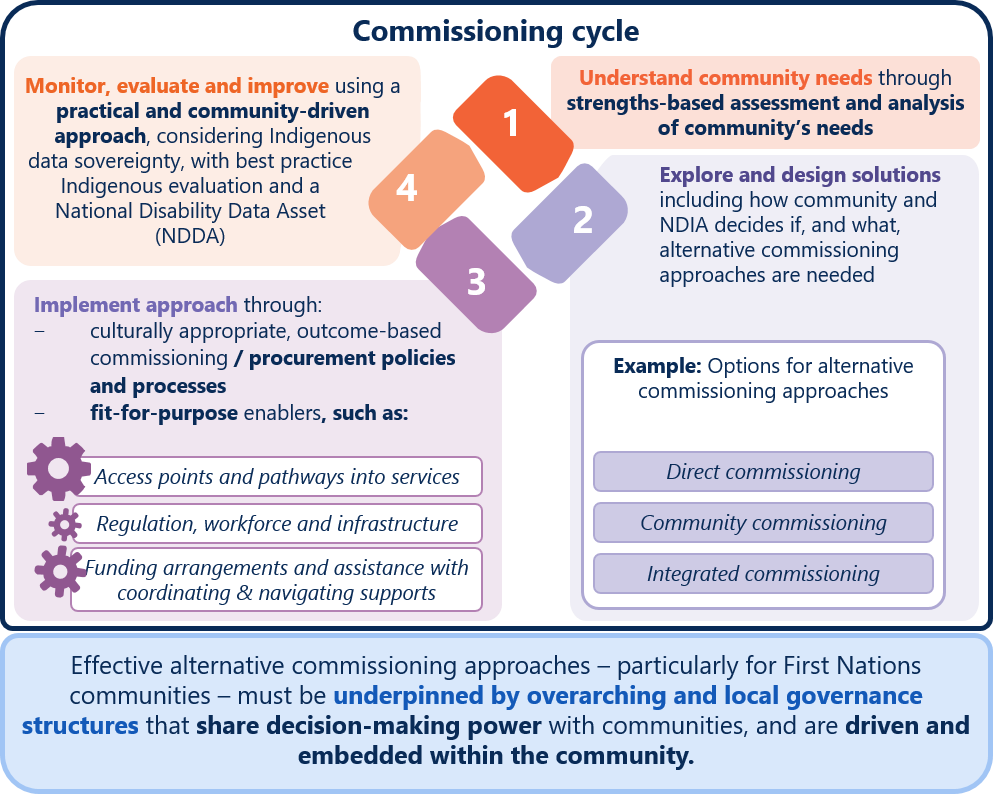 Commissioning cycle
1
Understand community needs through
strengths-based assessment and analysis
of community's needs
2
Explore and design solutions
including how community and
NDIA decides if, and what,
alternative commissioning
approaches are needed
Example: Options for alternative
commissioning approaches
Direct commissioning
Community commissioning
Integrated commissioning
3
Implement approach through:
– culturally appropriate, outcome-based
commissioning / procurement policies
and processes
– fit-for-purpose enablers, such as:
Access points and pathways into services
Regulation, workforce and infrastructure
Funding arrangements and assistance with
coordinating & navigating supports
4
Monitor, evaluate and improve using a
practical and community-driven
approach, considering Indigenous
data sovereignty, with best practice
Indigenous evaluation and a
National Disability Data Asset
(NDDA)
Effective alternative commissioning approaches – particularly for First Nations
communities – must be underpinned by overarching and local governance
structures that share decision-making power with communities, and are driven and
embedded within the community.